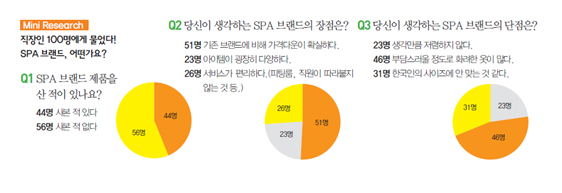 Mini Research
직장인 100명에게 물었다!
SPA 브랜드, 어떤가요?
Q1 SPA 브랜드 제품을
산 적이 있나요?
44명 사본 적 있다
56명 사본 적 없다
44명
56명
Q2 당신이 생각하는 SPA 브랜드의 장점은?
51명 기존 브랜드에 비해 가격다운이 확실하다.
23명 아이템이 굉장히 다양하다.
26명 서비스가 편리하다.(피팅룸, 직원이 따라붙지
않는 것 등.)
26명
23명
51명
Q3 당신이 생각하는 SPA 브랜드의 단점은?
23명 생각만큼 저렴하지 않다.
46명 부담스러울 정도로 화려한 옷이 많다.
31명 한국인의 사이즈에 안 맞는 것 같다.
31명
23명
46명